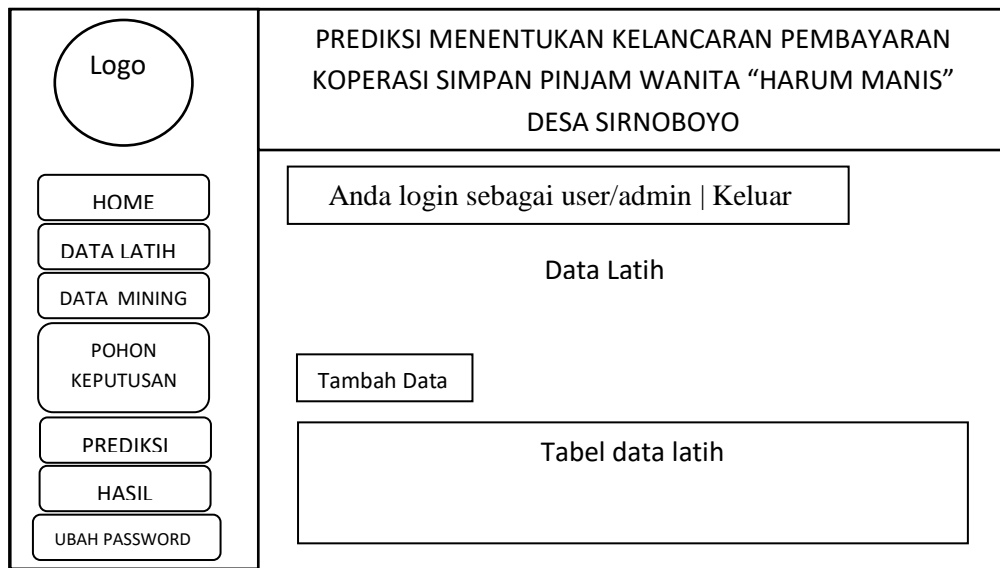 Logo
PREDIKSI MENENTUKAN KELANCARAN PEMBAYARAN
KOPERASI SIMPAN PINJAM WANITA “HARUM MANIS”
DESA SIRNOBOYO
HOME
DATA LATIH
DATA MINING
POHON
KEPUTUSAN
PREDIKSI
HASIL
UBAH PASSWORD
Anda login sebagai user/admin | Keluar
Data Latih
Tambah Data
Tabel data latih